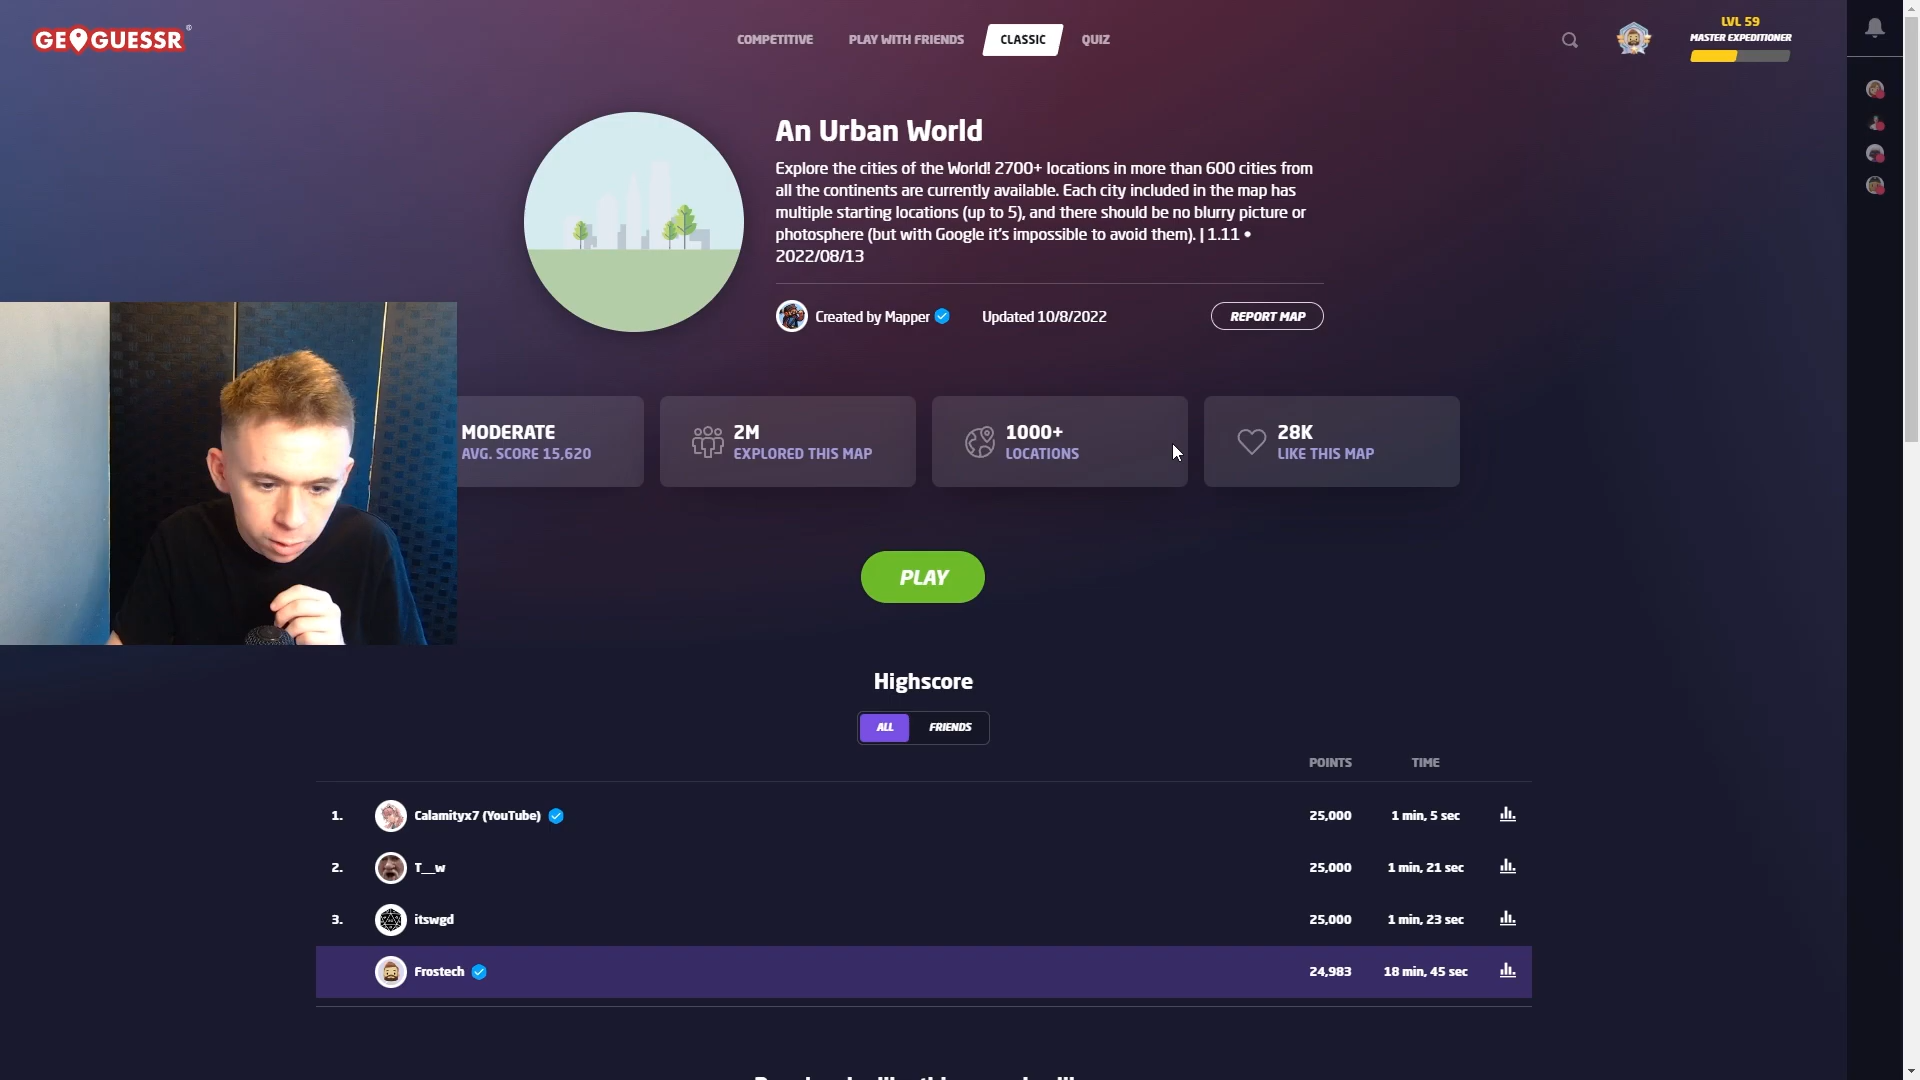 GEOGUESSR
COMPETITIVE
PLAY WITH FRIENDS
CLASSIC
QUIZ
LVL 59
MASTER EXPEDITIONER
An Urban World
Explore the cities of the World! 2700+ locations in more than 600 cities from
all the continents are currently available. Each city included in the map has
multiple starting locations (up to 5), and there should be no blurry picture or
photosphere (but with Google it's impossible to avoid them). | 1.11 •
2022/08/13
Created by Mapper
Updated 10/8/2022
REPORT MAP
MODERATE
AVG. SCORE 15,620
2M
EXPLORED THIS MAP
1000+
LOCATIONS
28K
LIKE THIS MAP
PLAY
Highscore
ALL
FRIENDS
POINTS
TIME
1. Calamityx7 (YouTube) 25,000 1 min, 5 sec
2. T__w 25,000 1 min, 21 sec
3. itswgd 25,000 1 min, 23 sec
Frostech 24,983 18 min, 45 sec